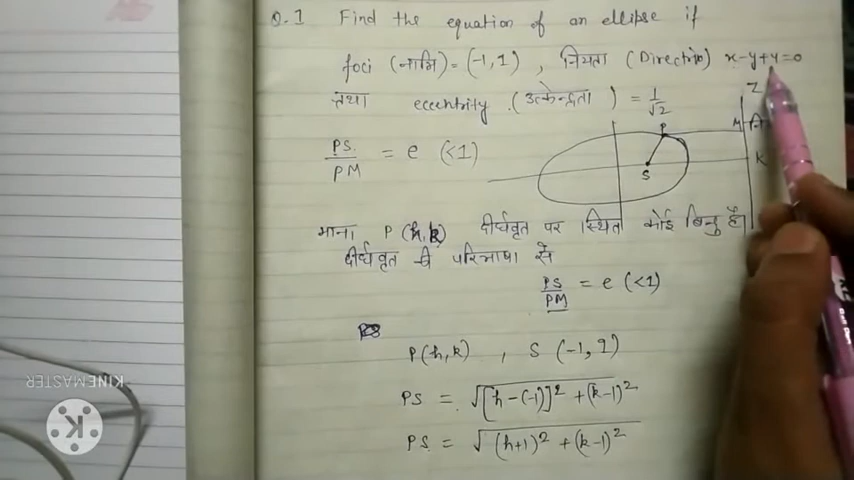 Q.1 Find the equation of an ellipse if
foci (नाभि) = (-1,1) , नियता (Directrix) x-y+4=0
तथा eccentrity (उत्केन्द्रता) = 1/√2
PS/PM = e (<1)
Z
P
M
नि
S
K
माना P(h,k) दीर्घवृत पर स्थित कोई बिन्दु है
दीर्घवृत की परिभाषा से
PS/PM = e (<1)
P(h,k) , S(-1,1)
PS = √[h-(-1)]² + (k-1)²
PS = √(h+1)² + (k-1)²
KINEMASTER
K